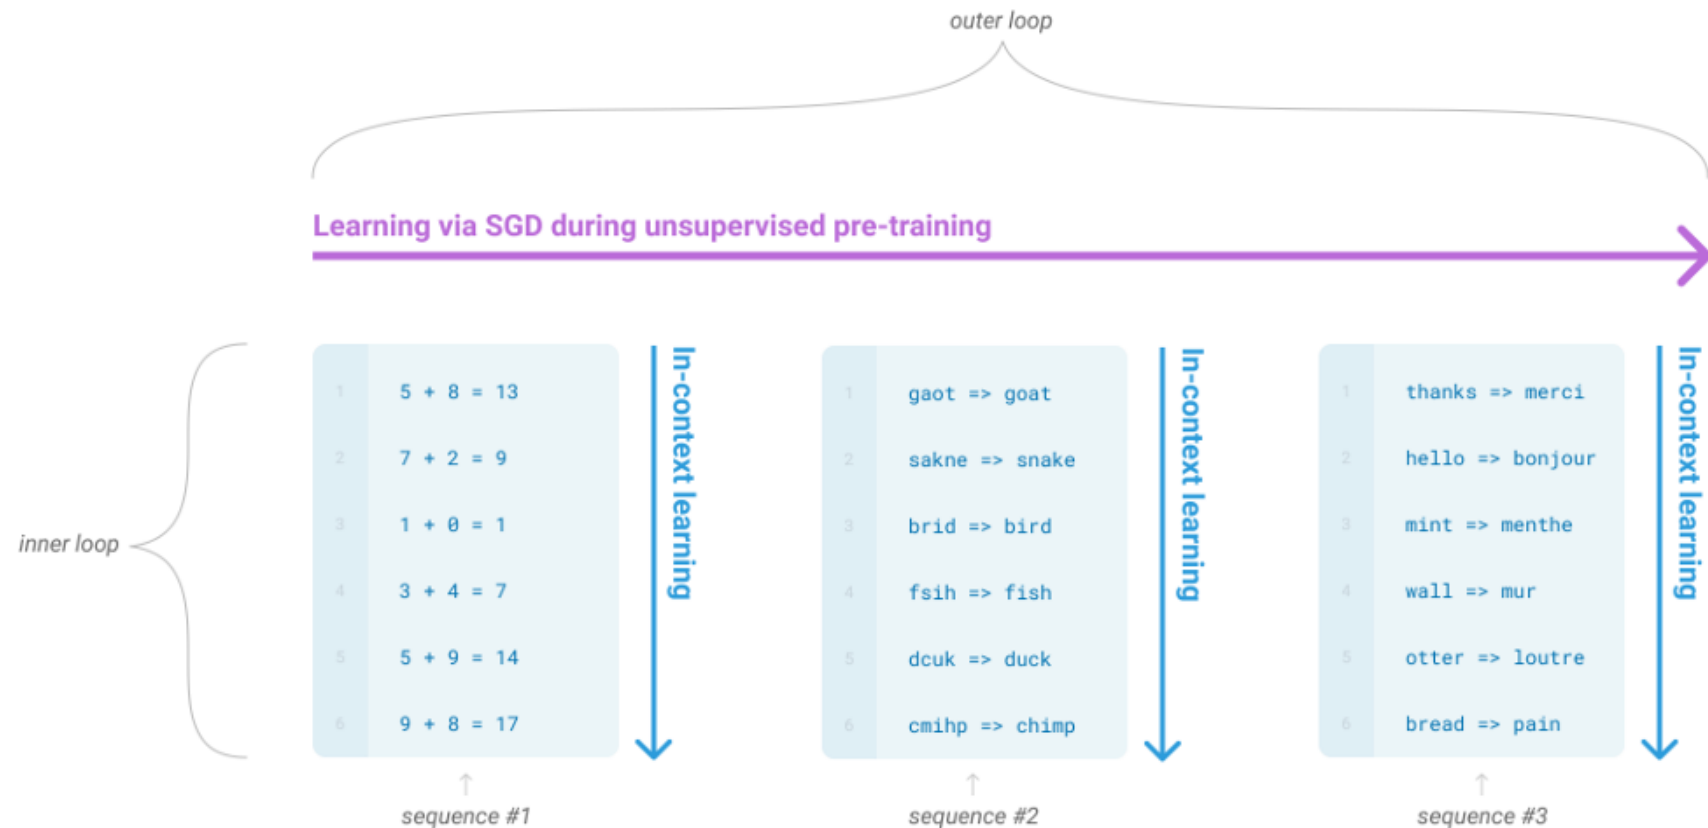 outer loop
Learning via SGD during unsupervised pre-training
inner loop
1 5 + 8 = 13
2 7 + 2 = 9
3 1 + 0 = 1
4 3 + 4 = 7
5 5 + 9 = 14
6 9 + 8 = 17
In-context learning
sequence #1
1 gaot => goat
2 sakne => snake
3 brid => bird
4 fsih => fish
5 dcuk => duck
6 cmihp => chimp
In-context learning
sequence #2
1 thanks => merci
2 hello => bonjour
3 mint => menthe
4 wall => mur
5 otter => loutre
6 bread => pain
In-context learning
sequence #3